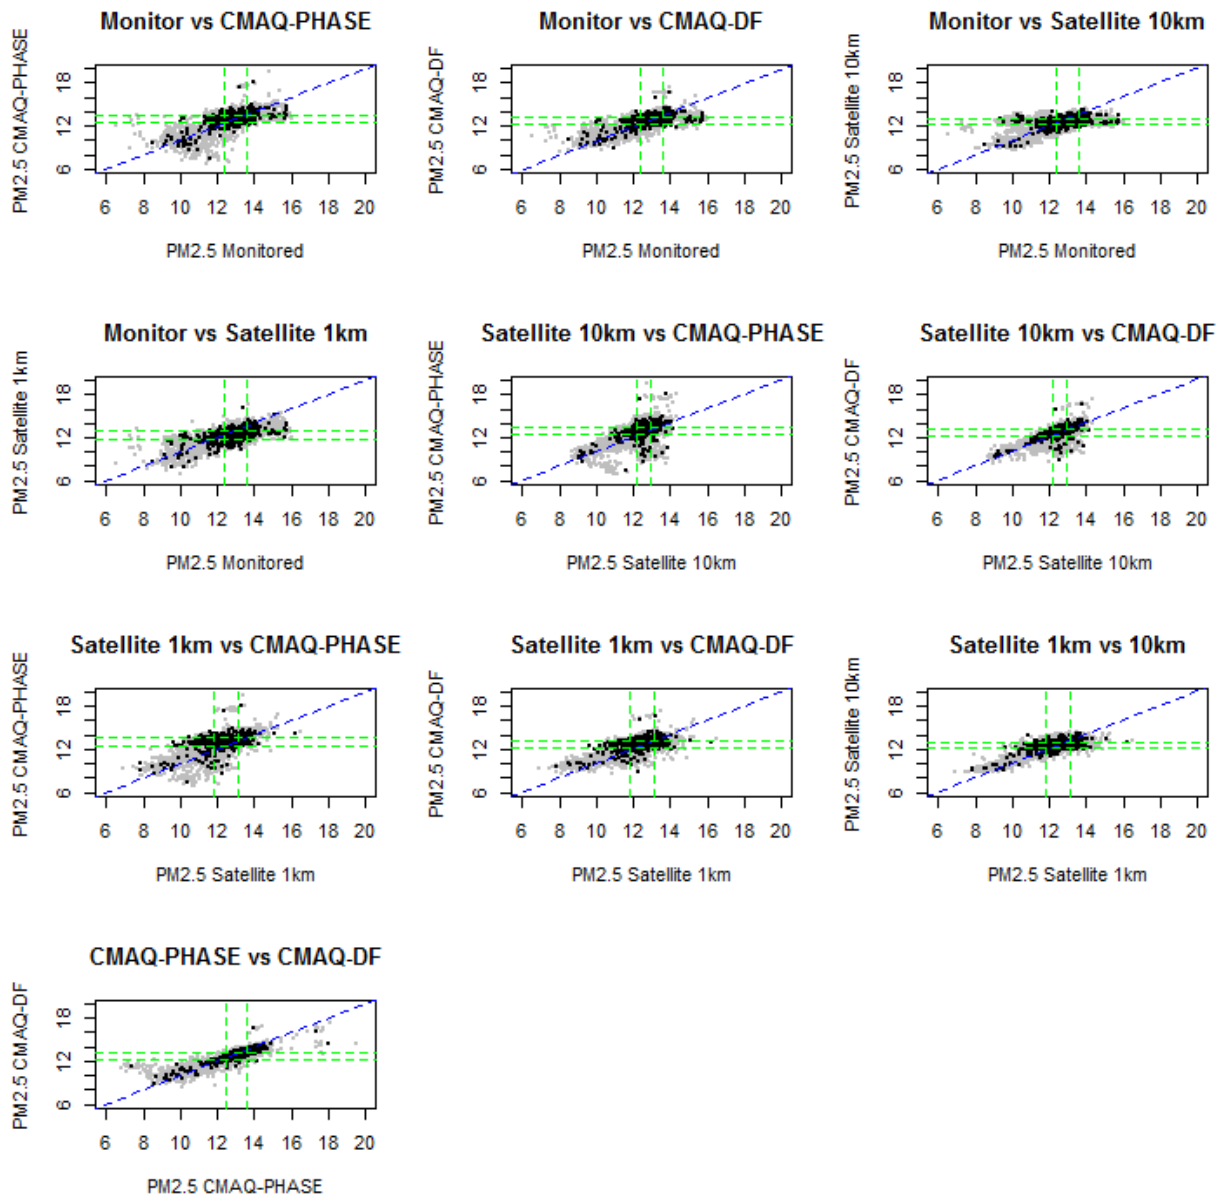 Monitor vs CMAQ-PHASE
PM2.5 CMAQ-PHASE
18
12
6
6 8 10 12 14 16 18 20
PM2.5 Monitored
Monitor vs CMAQ-DF
PM2.5 CMAQ-DF
18
12
6
6 8 10 12 14 16 18 20
PM2.5 Monitored
Monitor vs Satellite 10km
PM2.5 Satellite 10km
18
12
6
6 8 10 12 14 16 18 20
PM2.5 Monitored
Monitor vs Satellite 1km
PM2.5 Satellite 1km
18
12
6
6 8 10 12 14 16 18 20
PM2.5 Monitored
Satellite 10km vs CMAQ-PHASE
PM2.5 CMAQ-PHASE
18
12
6
6 8 10 12 14 16 18 20
PM2.5 Satellite 10km
Satellite 10km vs CMAQ-DF
PM2.5 CMAQ-DF
18
12
6
6 8 10 12 14 16 18 20
PM2.5 Satellite 10km
Satellite 1km vs CMAQ-PHASE
PM2.5 CMAQ-PHASE
18
12
6
6 8 10 12 14 16 18 20
PM2.5 Satellite 1km
Satellite 1km vs CMAQ-DF
PM2.5 CMAQ-DF
18
12
6
6 8 10 12 14 16 18 20
PM2.5 Satellite 1km
Satellite 1km vs 10km
PM2.5 Satellite 10km
18
12
6
6 8 10 12 14 16 18 20
PM2.5 Satellite 1km
CMAQ-PHASE vs CMAQ-DF
PM2.5 CMAQ-DF
18
12
6
6 8 10 12 14 16 18 20
PM2.5 CMAQ-PHASE